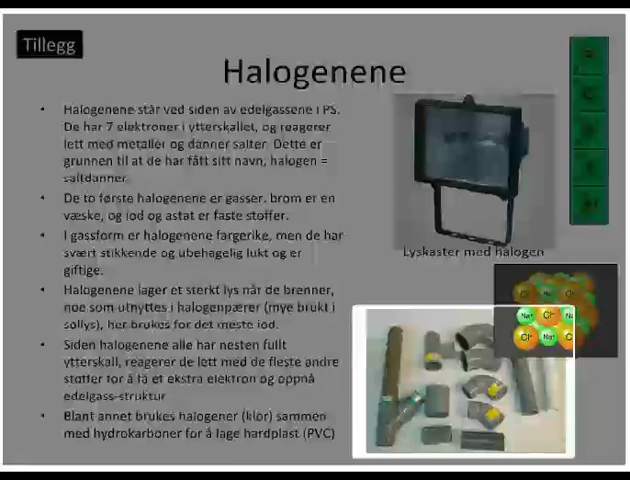 Tillegg
Halogenene
• Halogenene står ved siden av edelgassene i PS.
De har 7 elektroner i ytterskallet, og reagerer
lett med metaller og danner salter. Dette er
grunnen til at de har fått sitt navn, halogen =
saltdanner.
• De to første halogenene er gasser. brom er en
væske, og iod og astat er faste stoffer.
• I gassform er halogenene fargerike, men de har
svært stikkende og ubehagelig lukt og er
giftige.
• Halogenene lager et sterkt lys når de brenner,
noe som utnyttes i halogenpærer (mye brukt i
sollys), her brukes for det meste iod.
• Siden halogenene alle har nesten fullt
ytterskall, reagerer de lett med de fleste andre
stoffer for å få et ekstra elektron og oppnå
edelgass-struktur
• Blant annet brukes halogener (klor) sammen
med hydrokarboner for å lage hardplast (PVC)
Lyskaster med halogen
Cl⁻ Na⁺
Na⁺ Cl⁻ Na⁺
Cl⁻ Na⁺